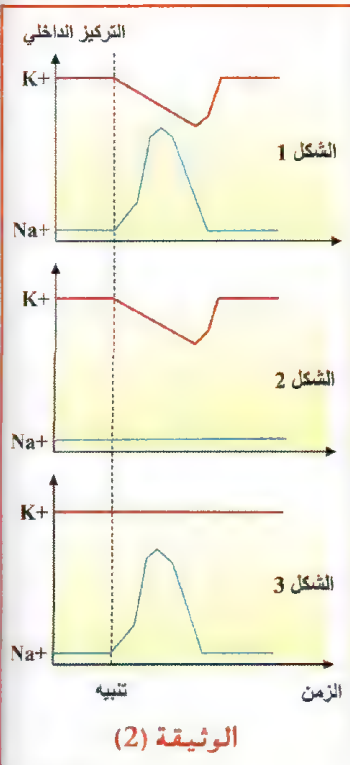 التركيز الداخلي
K+
الشكل 1
Na+
K+
الشكل 2
Na+
K+
الشكل 3
Na+
تنبيه
الزمن
الوثيقة (2)